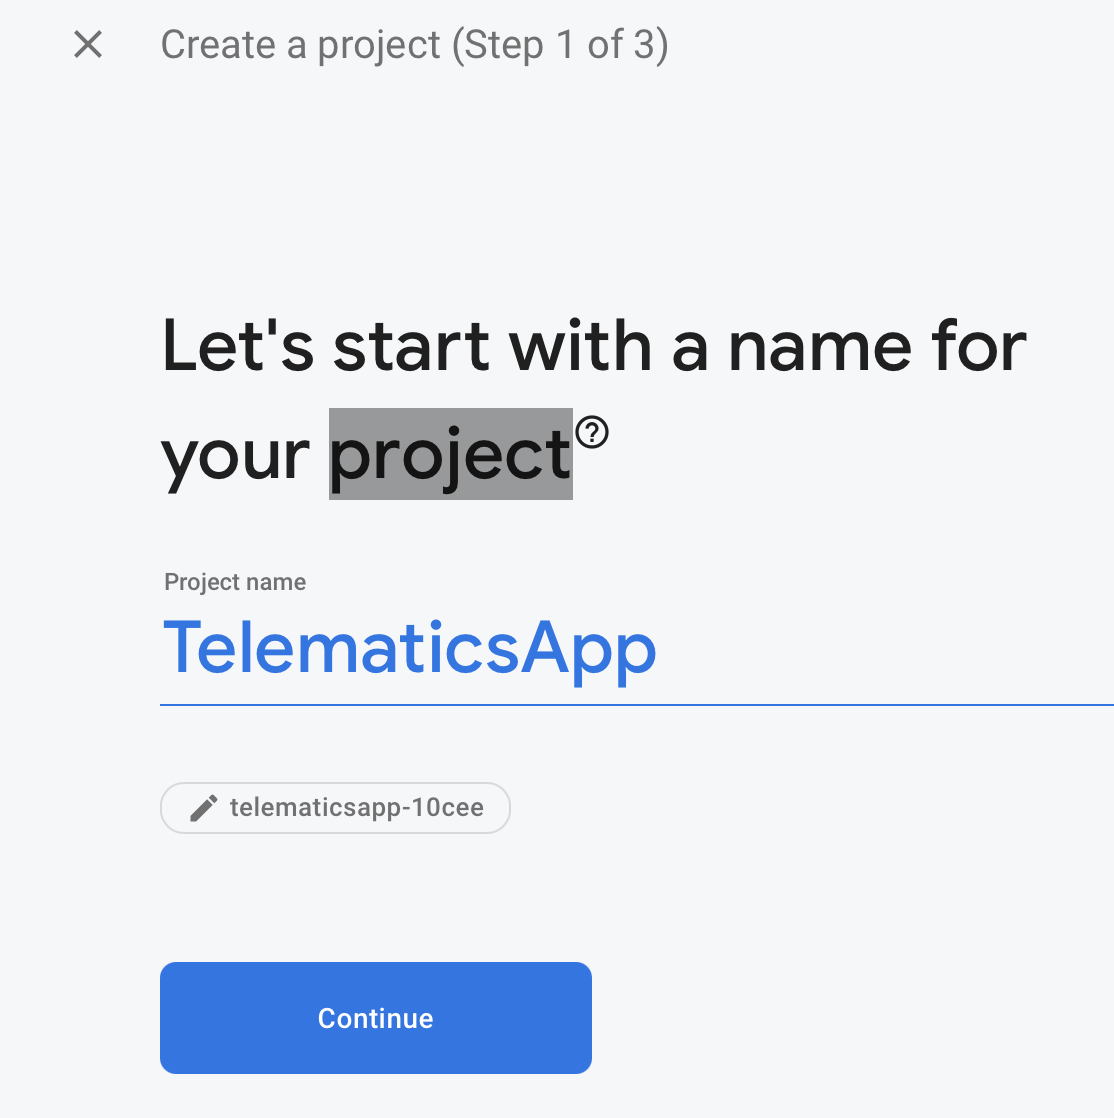 Create a project (Step 1 of 3)
Let's start with a name for
your project
Project name
TelematicsApp
telematicsapp-10cee
Continue